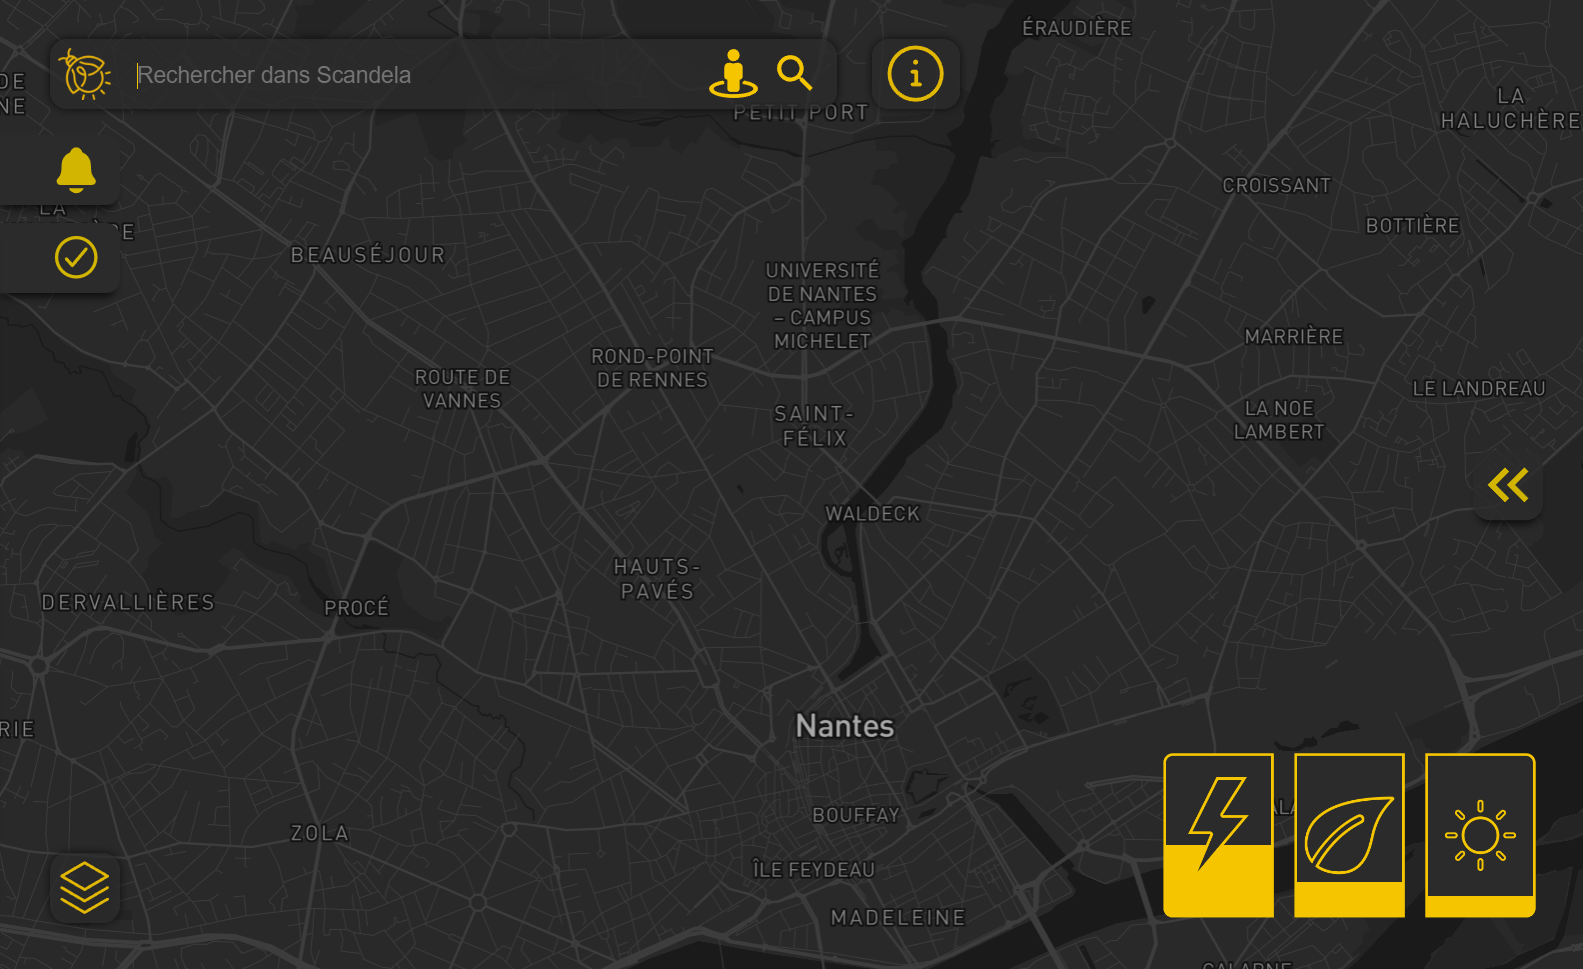 ÉRAUDIÈRE
Rechercher dans Scandela
DE
NE
PETIT PORT
LA
HALUCHÈRE
CROISSANT
LA
ÈRE
BOTTIÈRE
BEAUSÉJOUR
UNIVERSITÉ
DE NANTES
– CAMPUS
MICHELET
MARRIÈRE
ROND-POINT
DE RENNES
ROUTE DE
VANNES
LE LANDREAU
SAINT-
FÉLIX
LA NOE
LAMBERT
WALDECK
HAUTS-
PAVÉS
DERVALLIÈRES
PROCÉ
RIE
Nantes
BOUFFAY
ZOLA
ÎLE FEYDEAU
MADELEINE